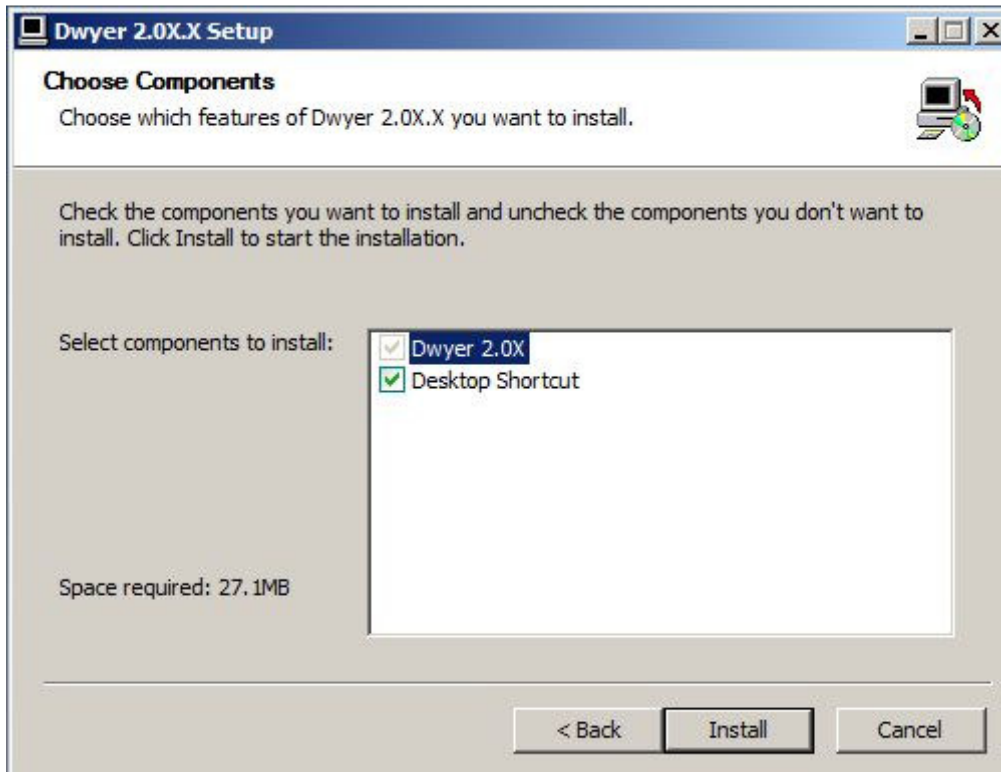 Dwyer 2.0X.X Setup
Choose Components
Choose which features of Dwyer 2.0X.X you want to install.
Check the components you want to install and uncheck the components you don't want to
install. Click Install to start the installation.
Select components to install:
Dwyer 2.0X
Desktop Shortcut
Space required: 27.1MB
< Back
Install
Cancel